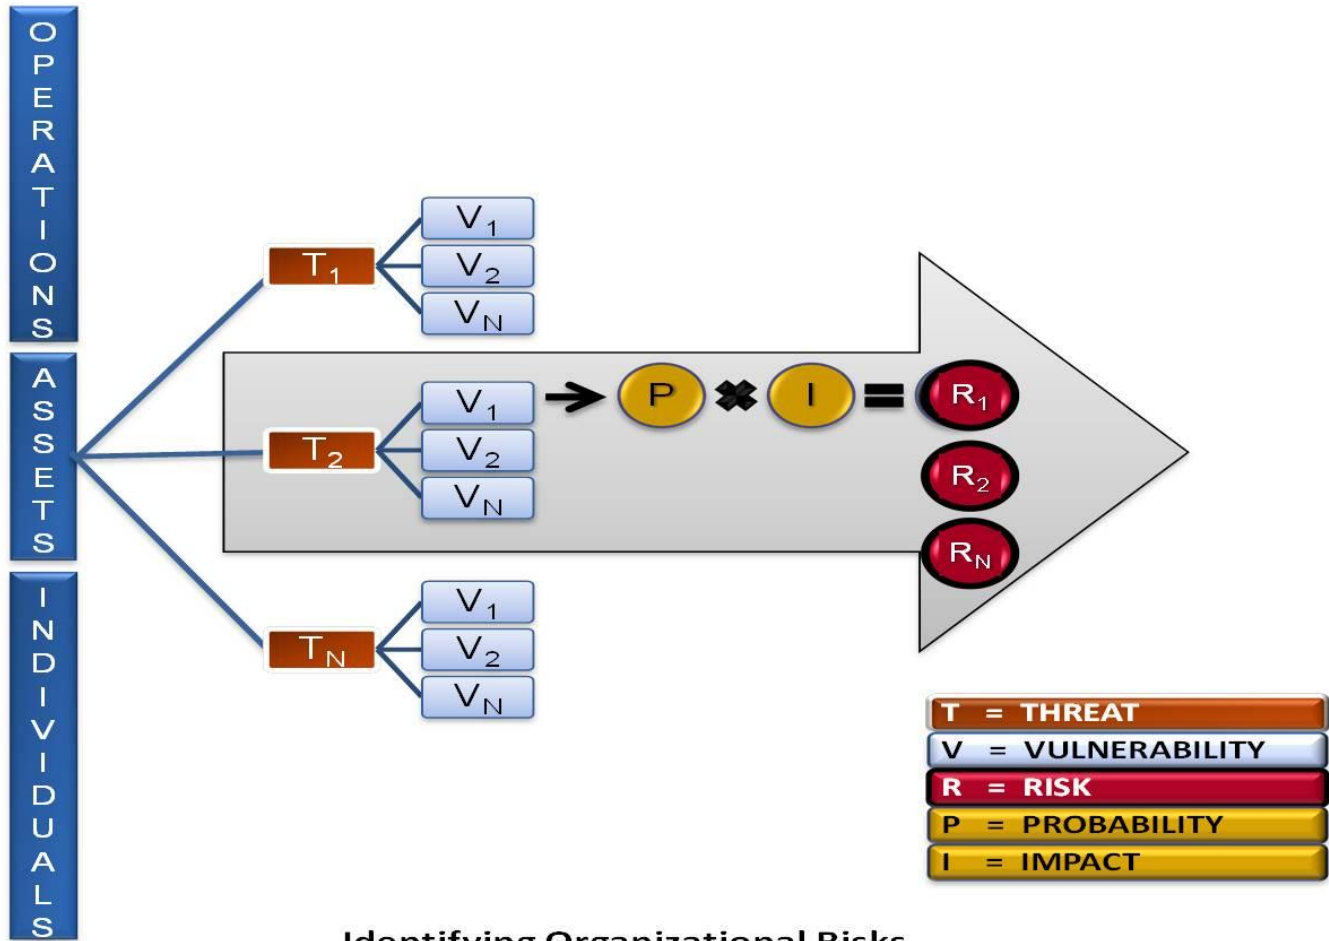 OPERATIONS
ASSETS
INDIVIDUALS
T1
V1
V2
VN
T2
V1
V2
VN
P ✖ I = R1
R2
RN
TN
V1
V2
VN
T = THREAT
V = VULNERABILITY
R = RISK
P = PROBABILITY
I = IMPACT
Identifying Organizational Risks